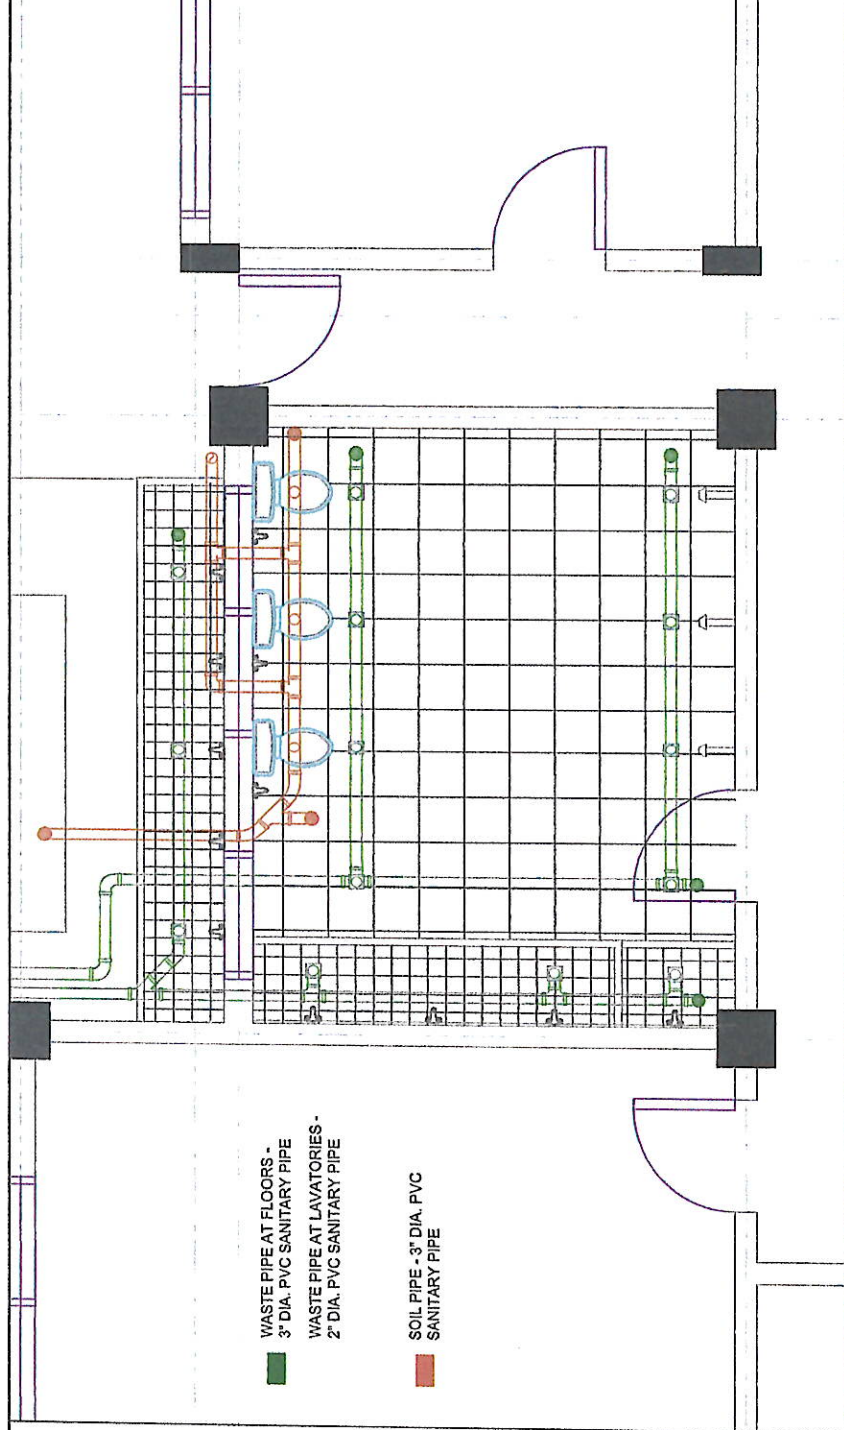 WASTE PIPE AT FLOORS -
3" DIA. PVC SANITARY PIPE
WASTE PIPE AT LAVATORIES -
2" DIA. PVC SANITARY PIPE
SOIL PIPE - 3" DIA. PVC
SANITARY PIPE